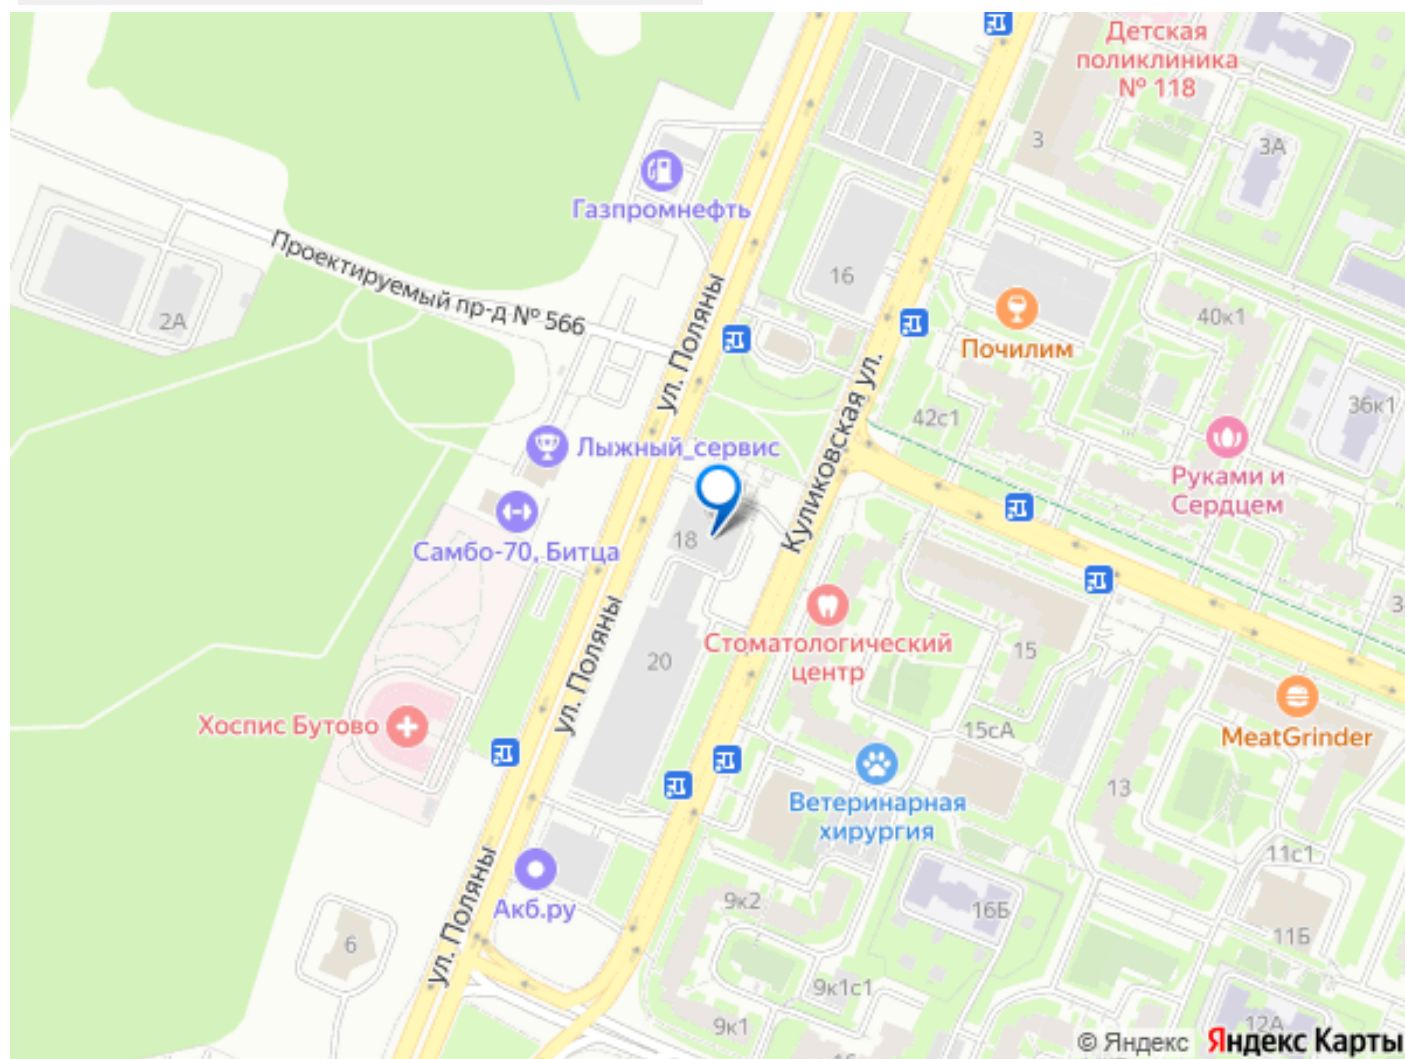 Детская
поликлиника
№ 118
3
3А
Газпромнефть
Проектируемый пр-д № 566
2А
16
ул. Поляны
40к1
Почилим
36к1
42с1
Куликовская ул.
Лыжный_сервис
Руками и
Сердцем
Самбо-70, Битца
18
ул. Поляны
Стоматологический
центр
15
20
3
Хоспис Бутово
15сА
MeatGrinder
13
Ветеринарная
хирургия
11с1
ул. Поляны
Акб.ру
9к2
16Б
11Б
6
9к1с1
9к1
12А
16
© Яндекс Яндекс Карты